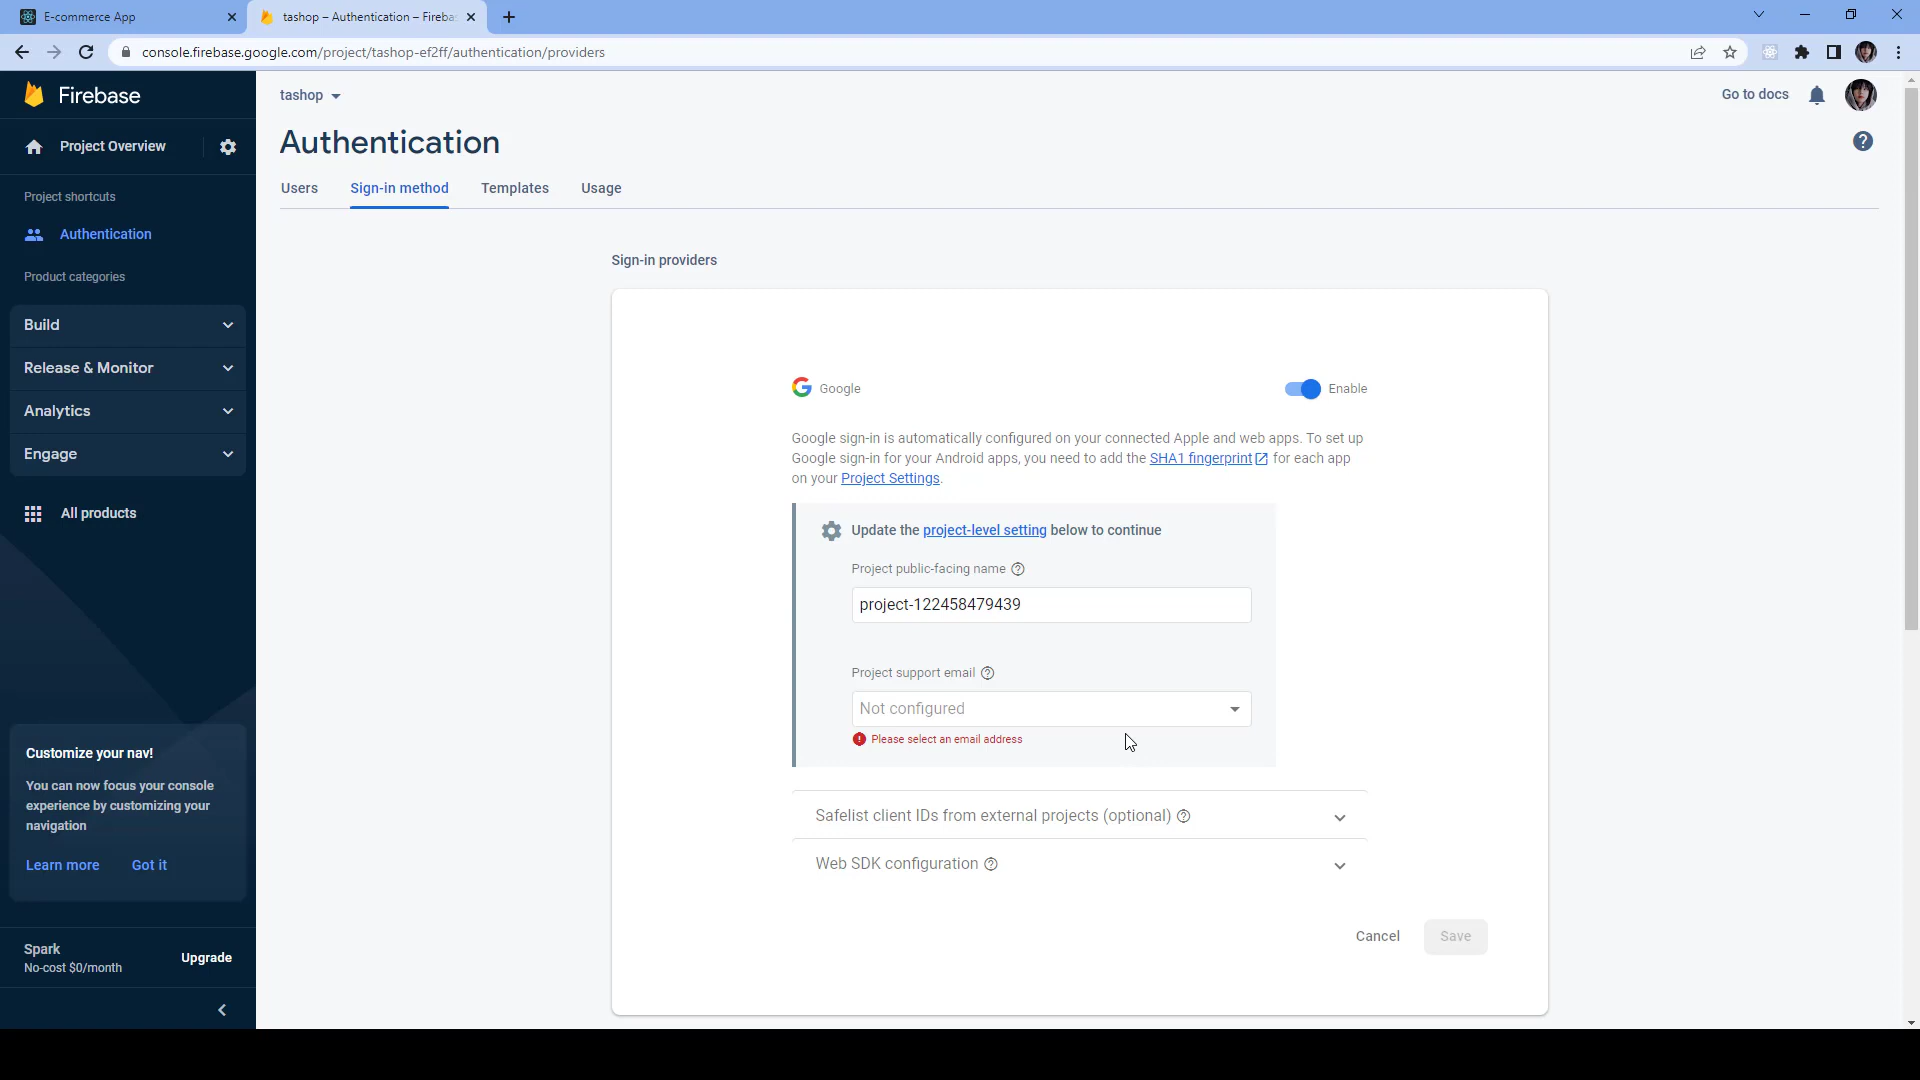 E-commerce App
tashop – Authentication – Fireba
console.firebase.google.com/project/tashop-ef2ff/authentication/providers
Firebase
Project Overview
Project shortcuts
Authentication
Product categories
Build
Release & Monitor
Analytics
Engage
All products
Customize your nav!
You can now focus your console
experience by customizing your
navigation
Learn more Got it
Spark
No-cost $0/month
Upgrade
tashop
Go to docs
Authentication
Users Sign-in method Templates Usage
Sign-in providers
Google
Enable
Google sign-in is automatically configured on your connected Apple and web apps. To set up
Google sign-in for your Android apps, you need to add the SHA1 fingerprint for each app
on your Project Settings.
Update the project-level setting below to continue
Project public-facing name
project-122458479439
Project support email
Not configured
Please select an email address
Safelist client IDs from external projects (optional)
Web SDK configuration
Cancel Save